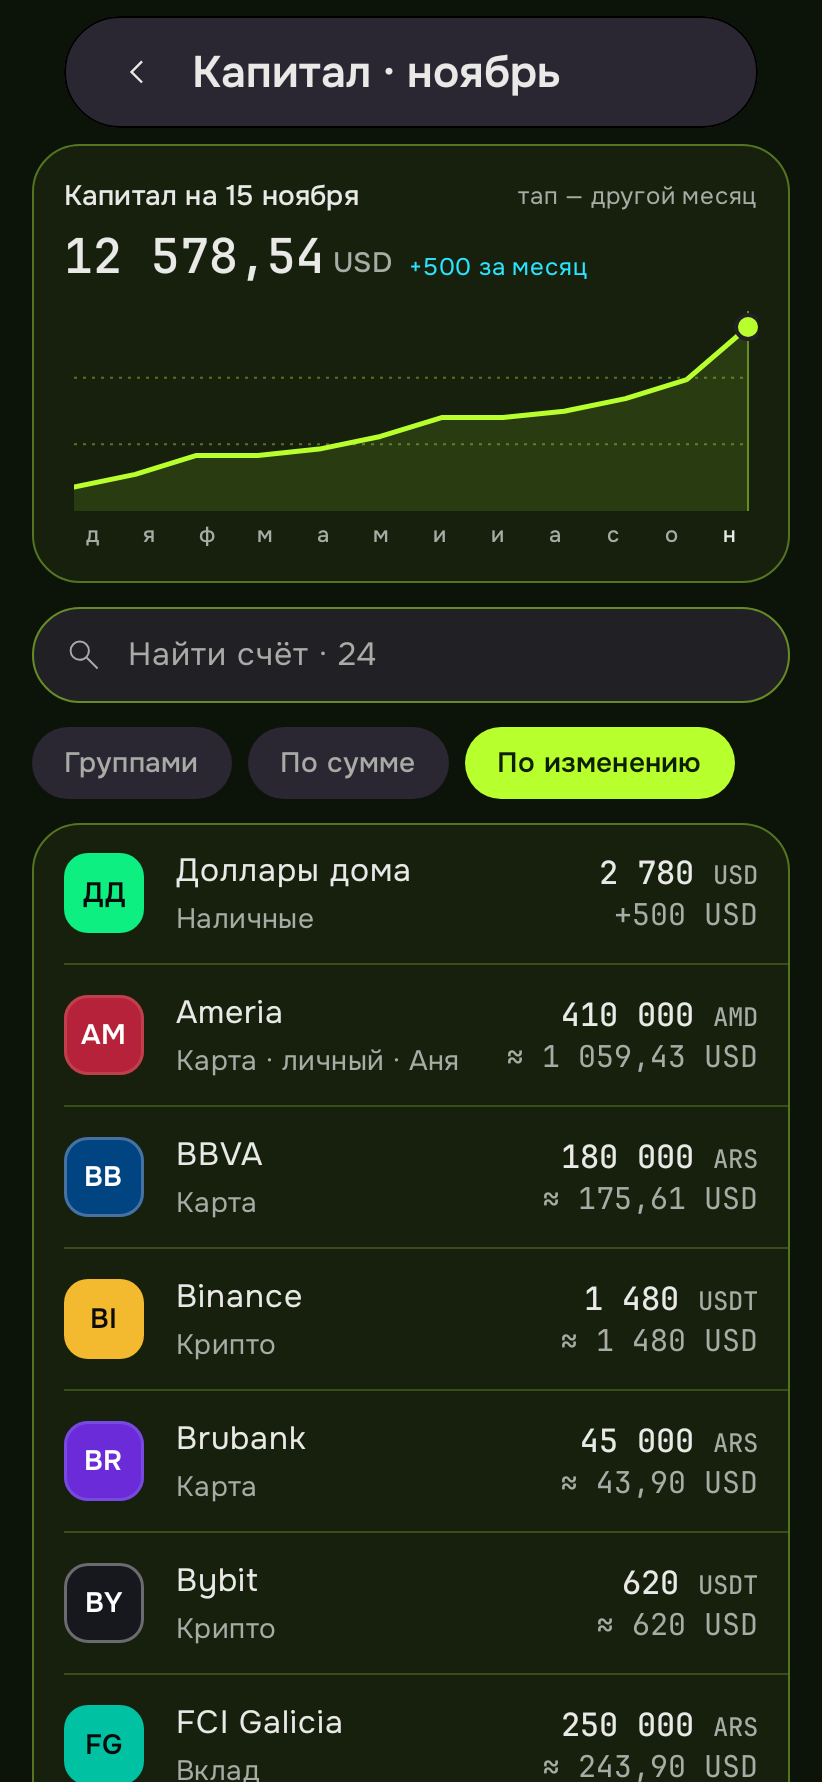 Капитал · ноябрь
Капитал на 15 ноября
тап — другой месяц
12 578,54 USD +500 за месяц
д я ф м а м и и а с о н
Найти счёт · 24
Группами По сумме По изменению
ДД Доллары дома 2 780 USD
Наличные +500 USD
AM Ameria 410 000 AMD
Карта · личный · Аня ≈ 1 059,43 USD
BB BBVA 180 000 ARS
Карта ≈ 175,61 USD
BI Binance 1 480 USDT
Крипто ≈ 1 480 USD
BR Brubank 45 000 ARS
Карта ≈ 43,90 USD
BY Bybit 620 USDT
Крипто ≈ 620 USD
FG FCI Galicia 250 000 ARS
Вклад ≈ 243,90 USD